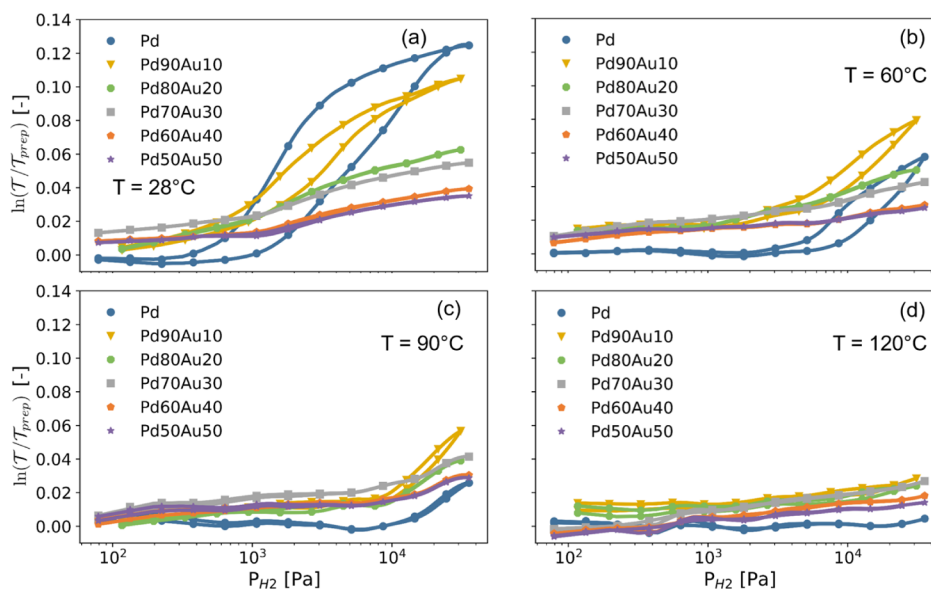 0.14
0.12
0.10
0.08
0.06
0.04
0.02
0.00
ln(𝒯/𝒯prep) [-]
Pd
Pd90Au10
Pd80Au20
Pd70Au30
Pd60Au40
Pd50Au50
(a)
T = 28°C
Pd
Pd90Au10
Pd80Au20
Pd70Au30
Pd60Au40
Pd50Au50
(b)
T = 60°C
0.14
0.12
0.10
0.08
0.06
0.04
0.02
0.00
ln(𝒯/𝒯prep) [-]
Pd
Pd90Au10
Pd80Au20
Pd70Au30
Pd60Au40
Pd50Au50
(c)
T = 90°C
10² 10³ 10⁴
P_H2 [Pa]
Pd
Pd90Au10
Pd80Au20
Pd70Au30
Pd60Au40
Pd50Au50
(d)
T = 120°C
10² 10³ 10⁴
P_H2 [Pa]